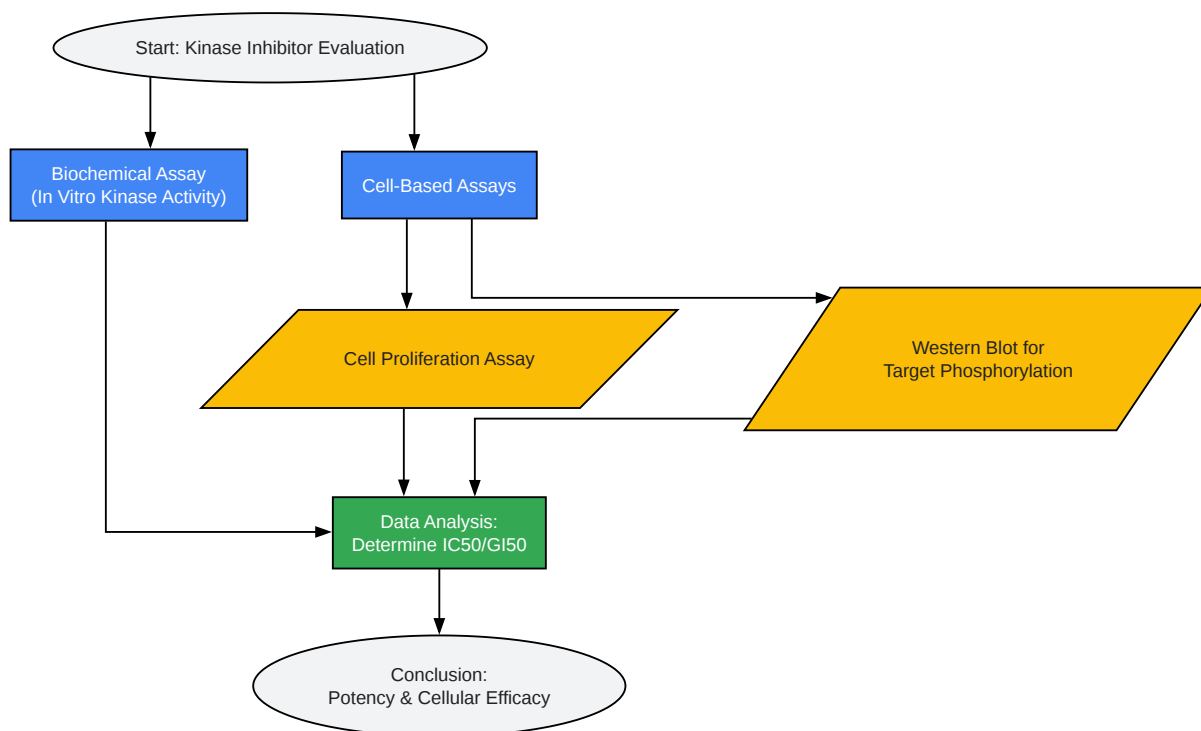 Start: Kinase Inhibitor Evaluation
Biochemical Assay
(In Vitro Kinase Activity)
Cell-Based Assays
Cell Proliferation Assay
Western Blot for
Target Phosphorylation
Data Analysis:
Determine IC50/GI50
Conclusion:
Potency & Cellular Efficacy